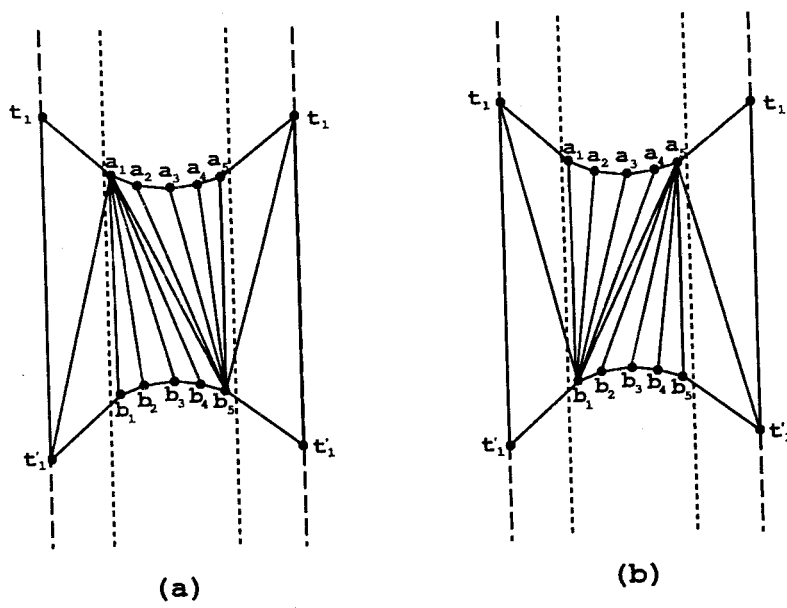 t₁ t₁ t₁ t₁
a₁ a₂ a₃ a₄ a₅ a₁ a₂ a₃ a₄ a₅
b₁ b₂ b₃ b₄ b₅ b₁ b₂ b₃ b₄ b₅
t'₁ t'₁ t'₁ t'₁
(a) (b)